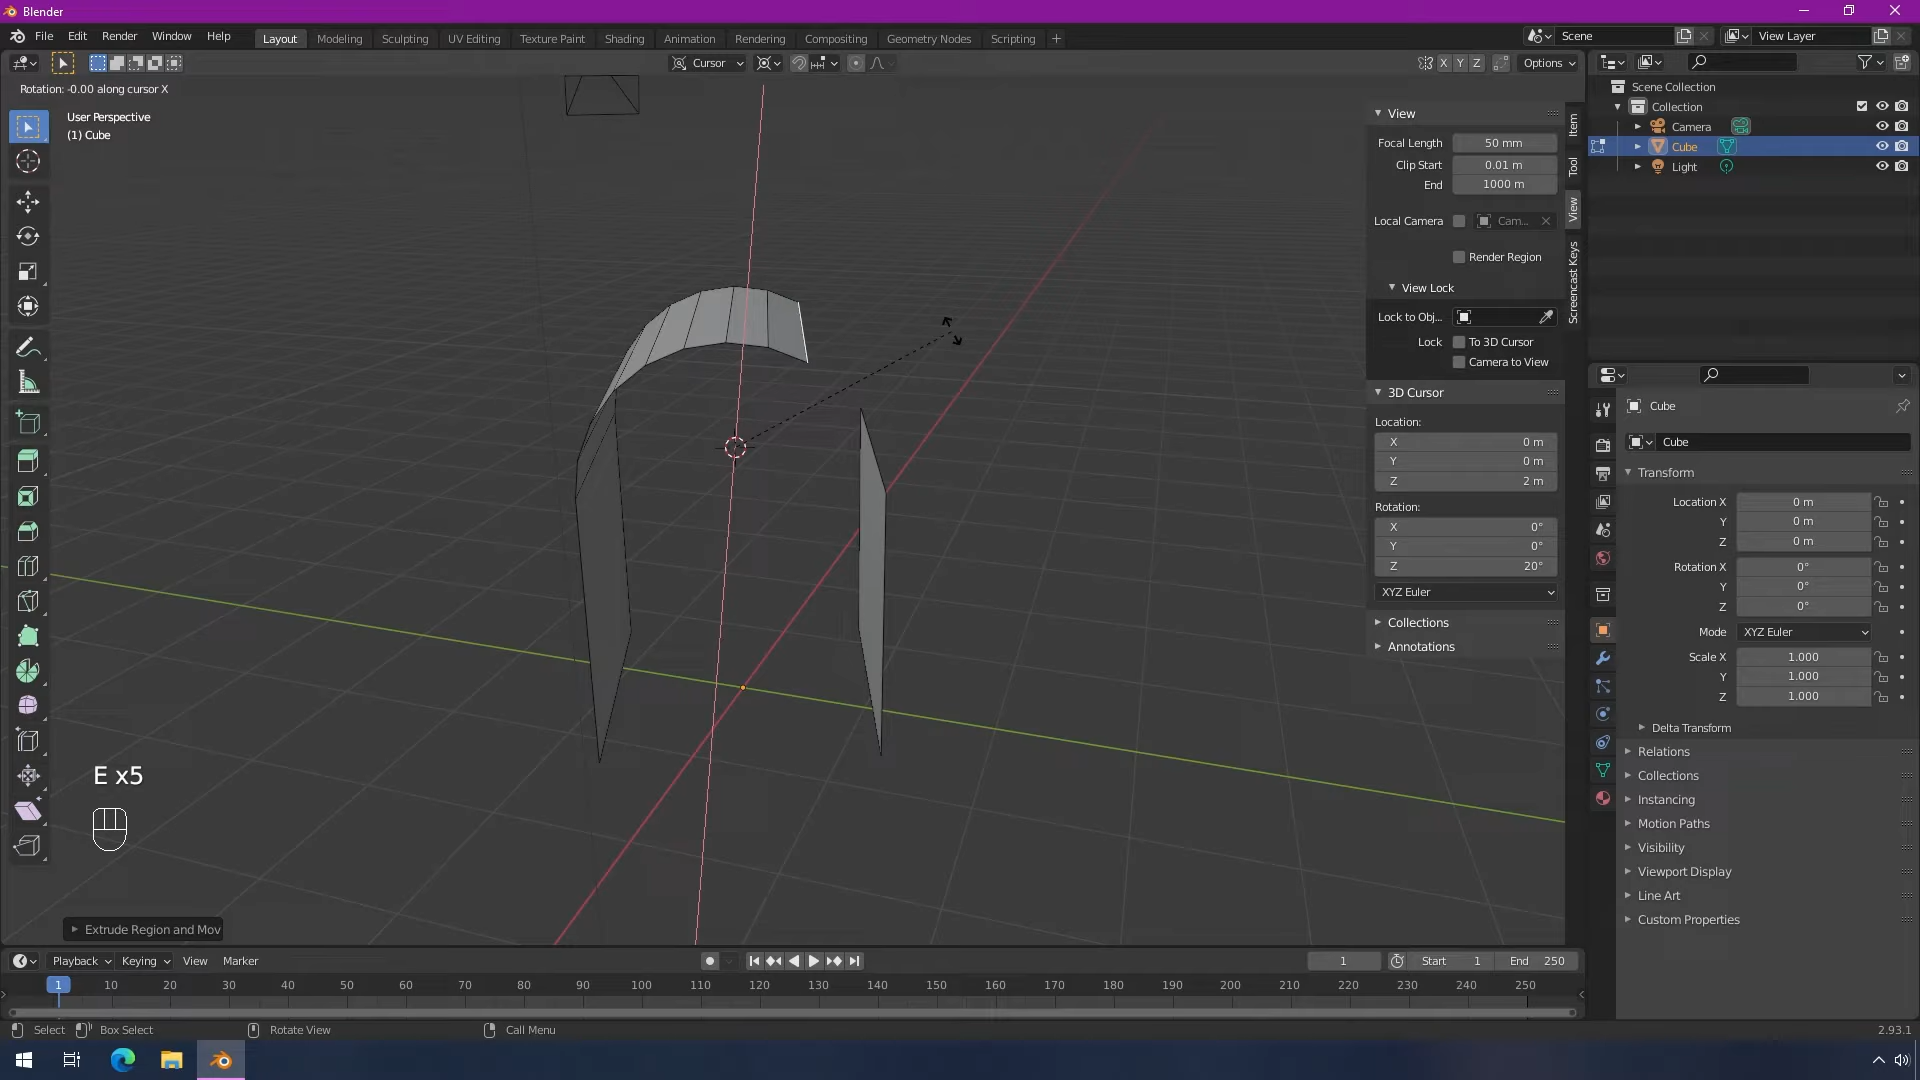 Blender
File Edit Render Window Help Layout Modeling Sculpting UV Editing Texture Paint Shading Animation Rendering Compositing Geometry Nodes Scripting + Scene View Layer
Cursor X Y Z Options
Rotation: -0.00 along cursor X
User Perspective
(1) Cube
View
Focal Length 50 mm
Clip Start 0.01 m
End 1000 m
Local Camera Cam...
Render Region
View Lock
Lock to Obj...
Lock To 3D Cursor
Camera to View
3D Cursor
Location:
X 0 m
Y 0 m
Z 2 m
Rotation:
X 0°
Y 0°
Z 20°
XYZ Euler
Collections
Annotations
Item
Tool
View
Screencast Keys
Scene Collection
Collection
Camera
Cube
Light
Cube
Cube
Transform
Location X 0 m
Y 0 m
Z 0 m
Rotation X 0°
Y 0°
Z 0°
Mode XYZ Euler
Scale X 1.000
Y 1.000
Z 1.000
Delta Transform
Relations
Collections
Instancing
Motion Paths
Visibility
Viewport Display
Line Art
Custom Properties
E x5
Extrude Region and Mov
Playback Keying View Marker 1 Start 1 End 250
1 10 20 30 40 50 60 70 80 90 100 110 120 130 140 150 160 170 180 190 200 210 220 230 240 250
Select Box Select Rotate View Call Menu 2.93.1